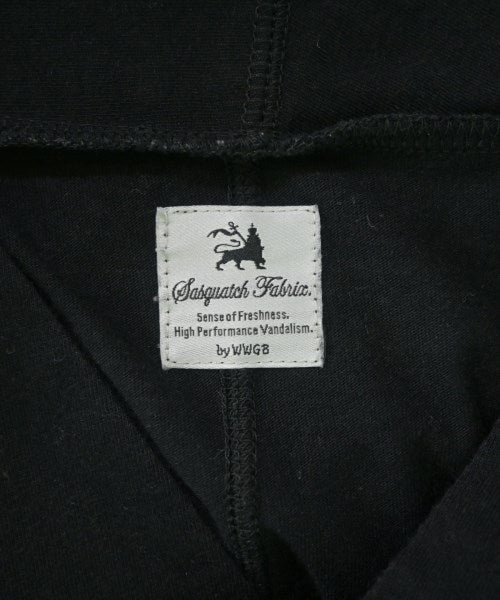 Sasquatch Fabrix.
Sense of Freshness.
High Performance Vandalism.
by WWGB